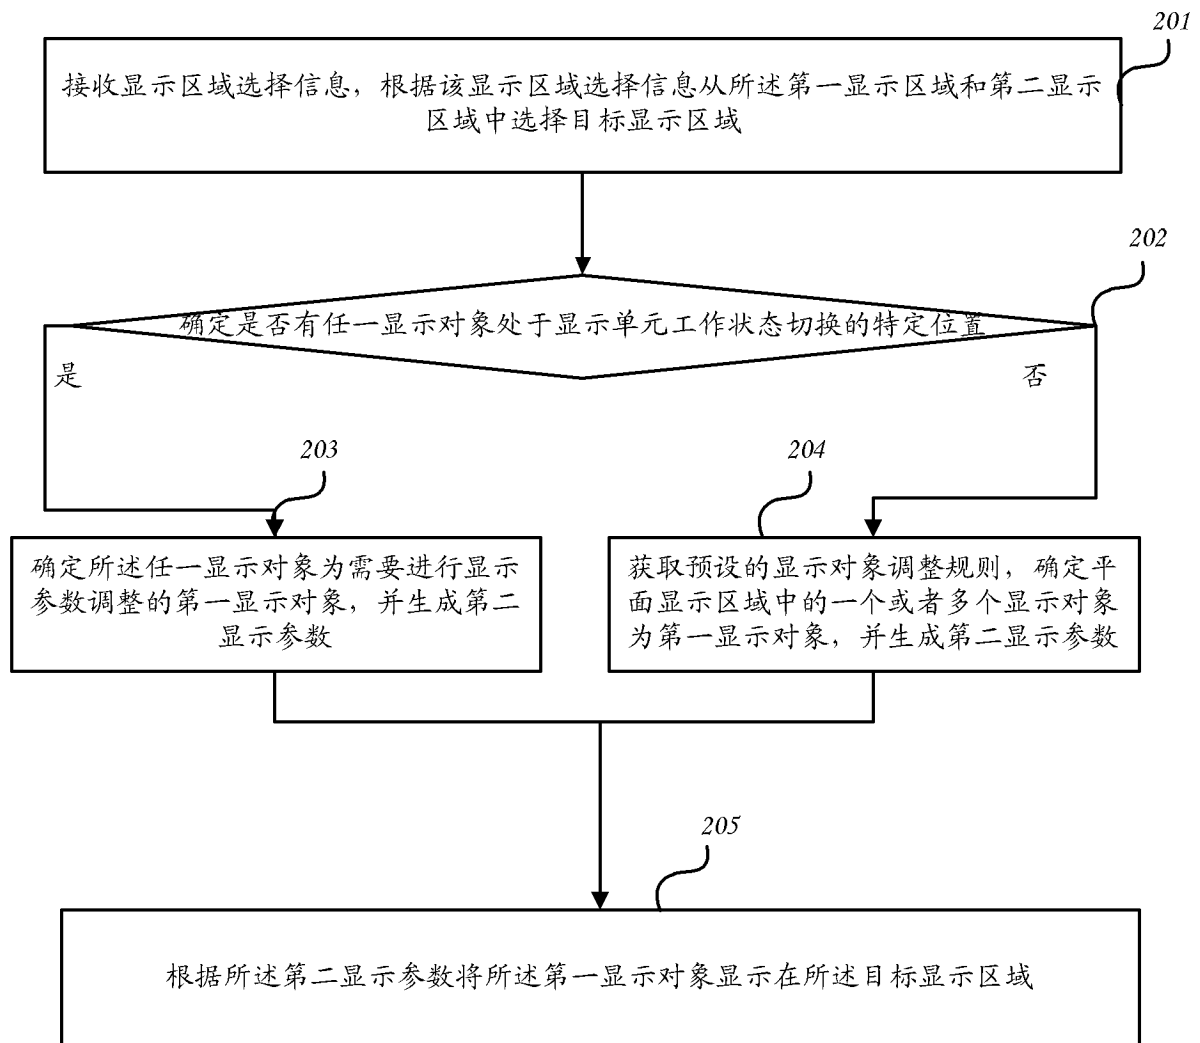 201
接收显示区域选择信息，根据该显示区域选择信息从所述第一显示区域和第二显示
区域中选择目标显示区域
202
确定是否有任一显示对象处于显示单元工作状态切换的特定位置
是
否
203
204
确定所述任一显示对象为需要进行显示
参数调整的第一显示对象，并生成第二
显示参数
获取预设的显示对象调整规则，确定平
面显示区域中的一个或者多个显示对象
为第一显示对象，并生成第二显示参数
205
根据所述第二显示参数将所述第一显示对象显示在所述目标显示区域